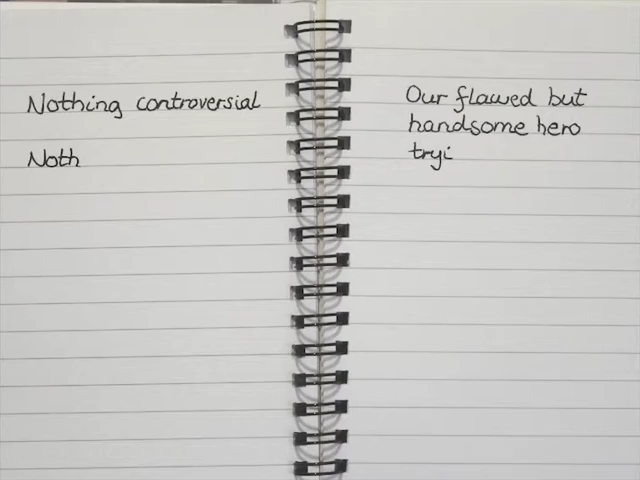 Nothing controversial
Noth
Our flawed but
handsome hero
tryi